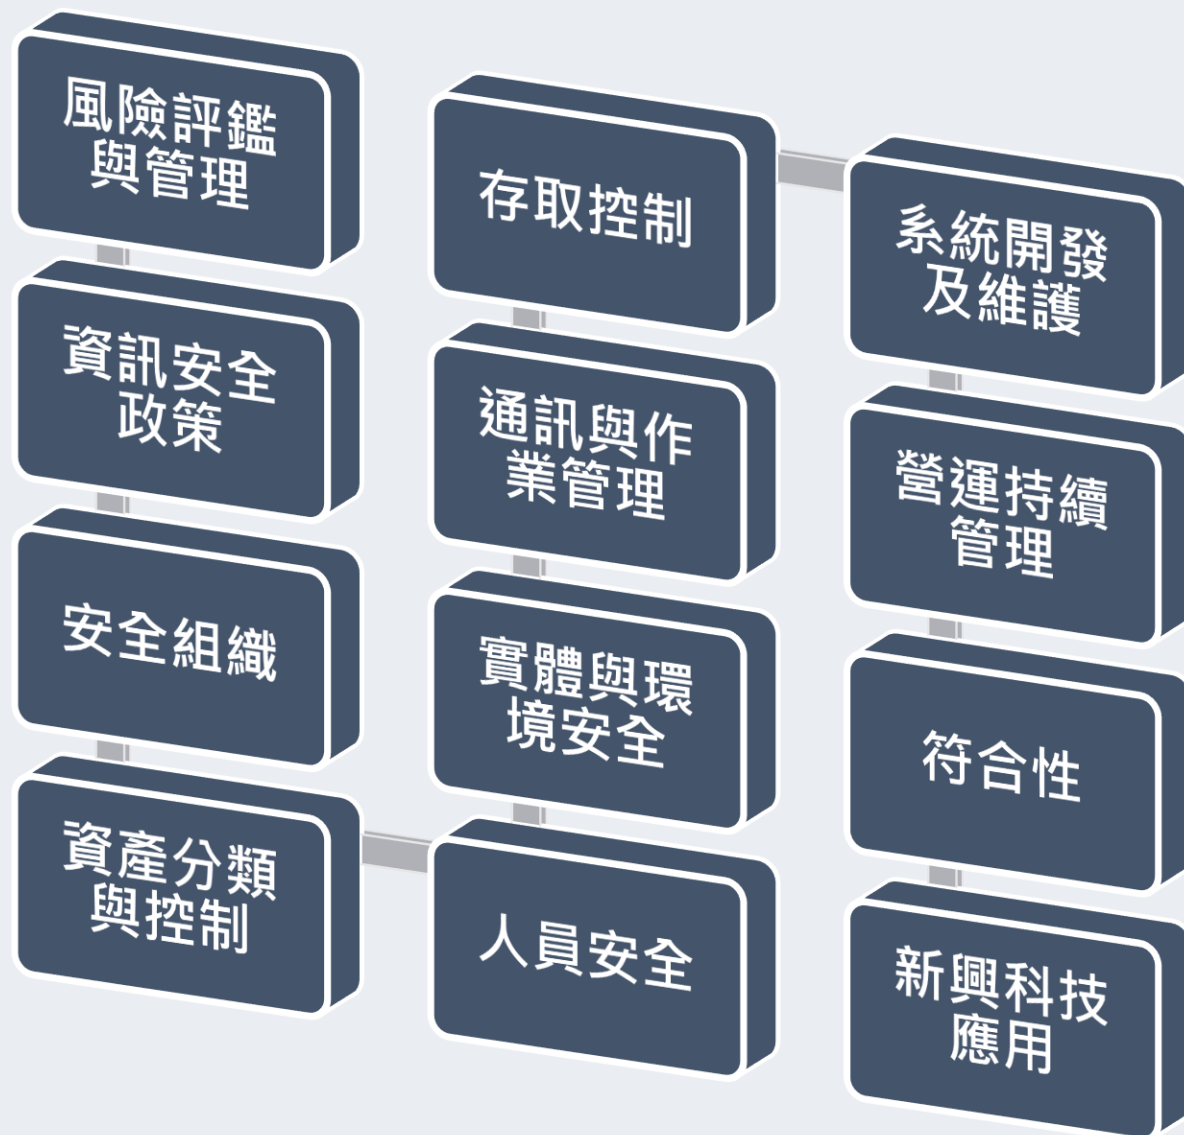 風險評鑑
與管理
資訊安全
政策
安全組織
資產分類
與控制
人員安全
實體與環
境安全
通訊與作
業管理
存取控制
系統開發
及維護
營運持續
管理
符合性
新興科技
應用